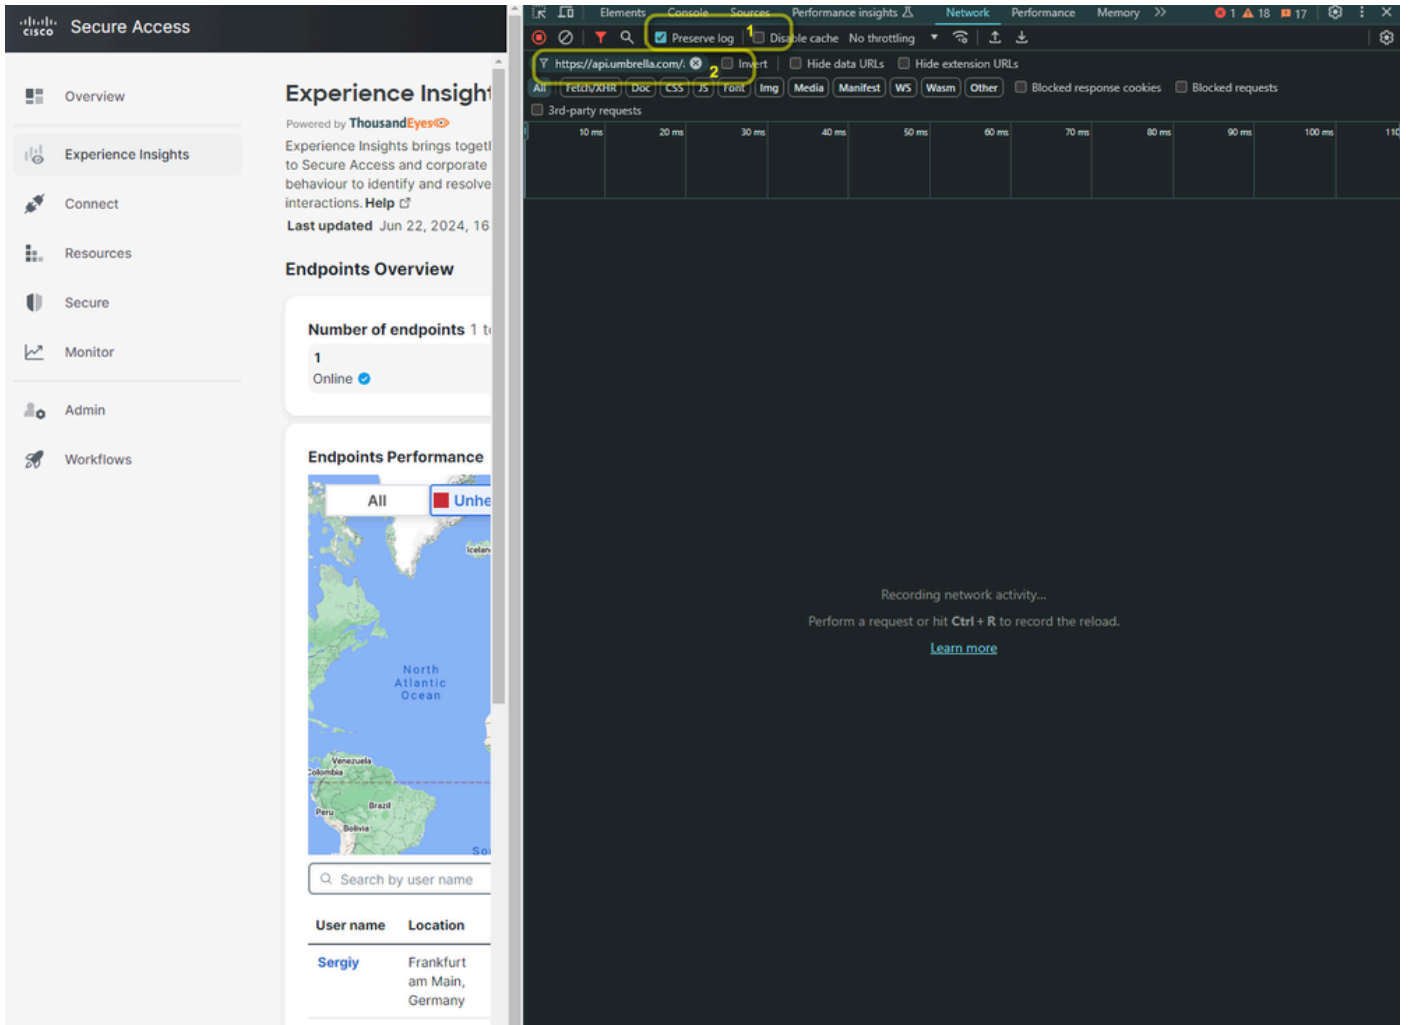 cisco
Secure Access
Overview
Experience Insights
Connect
Resources
Secure
Monitor
Admin
Workflows
Experience Insight
Powered by ThousandEyes
Experience Insights brings togeth
to Secure Access and corporate
behaviour to identify and resolve
interactions. Help
Last updated Jun 22, 2024, 16
Endpoints Overview
Number of endpoints 1 t
1
Online
Endpoints Performance
All
Unhe
Icelan
North
Atlantic
Ocean
Venezuela
Colombia
Brazil
Peru
Bolivia
So
Search by user name
User name Location
Sergiy Frankfurt
am Main,
Germany
Elements Console Sources Performance insights Network Performance Memory 1 18 17
Preserve log 1 Disable cache No throttling
https://api.umbrella.com/. 2 Invert Hide data URLs Hide extension URLs
All Fetch/XHR Doc CSS JS Font Img Media Manifest WS Wasm Other Blocked response cookies Blocked requests
3rd-party requests
10 ms 20 ms 30 ms 40 ms 50 ms 60 ms 70 ms 80 ms 90 ms 100 ms 110
Recording network activity...
Perform a request or hit Ctrl + R to record the reload.
Learn more